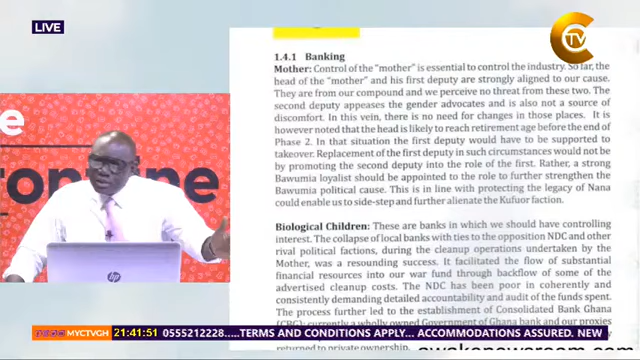 LIVE
TV
1.4.1 Banking
Mother: Control of the “mother” is essential to control the industry. So far, the
head of the “mother” and his first deputy are strongly aligned to our cause.
They are from our compound and we perceive no threat from these two. The
second deputy appeases the gender advocates and is also not a source of
discomfort. In this vein, there is no need for changes in those places. It
is however noted that the head is likely to reach retirement age before the end of
Phase 2. In that situation the first deputy would have to be supported to
takeover. Replacement of the first deputy in such circumstances would not be
by promoting the second deputy into the role of the first. Rather, a strong
Bawumia loyalist should be appointed to the role to further strengthen the
Bawumia political cause. This is in line with protecting the legacy of Nana
could enable us to side-step and further alienate the Kufuor faction.
Biological Children: These are banks in which we should have controlling
interest. The collapse of local banks with ties to the opposition NDC and other
rival political factions, during the cleanup operations undertaken by the
Mother, was a resounding success. It facilitated the flow of substantial
financial resources into our war fund through backflow of some of the
advertised cleanup costs. The NDC has been poor in coherently and
consistently demanding detailed accountability and audit of the funds spent.
The process further led to the establishment of Consolidated Bank Ghana
(CBG) currently a wholly owned Government of Ghana bank and our proxies
returned to private ownership.
hp
MYCTVGH 21:41:51 0555212228...TERMS AND CONDITIONS APPLY... ACCOMMODATIONS ASSURED. NEW